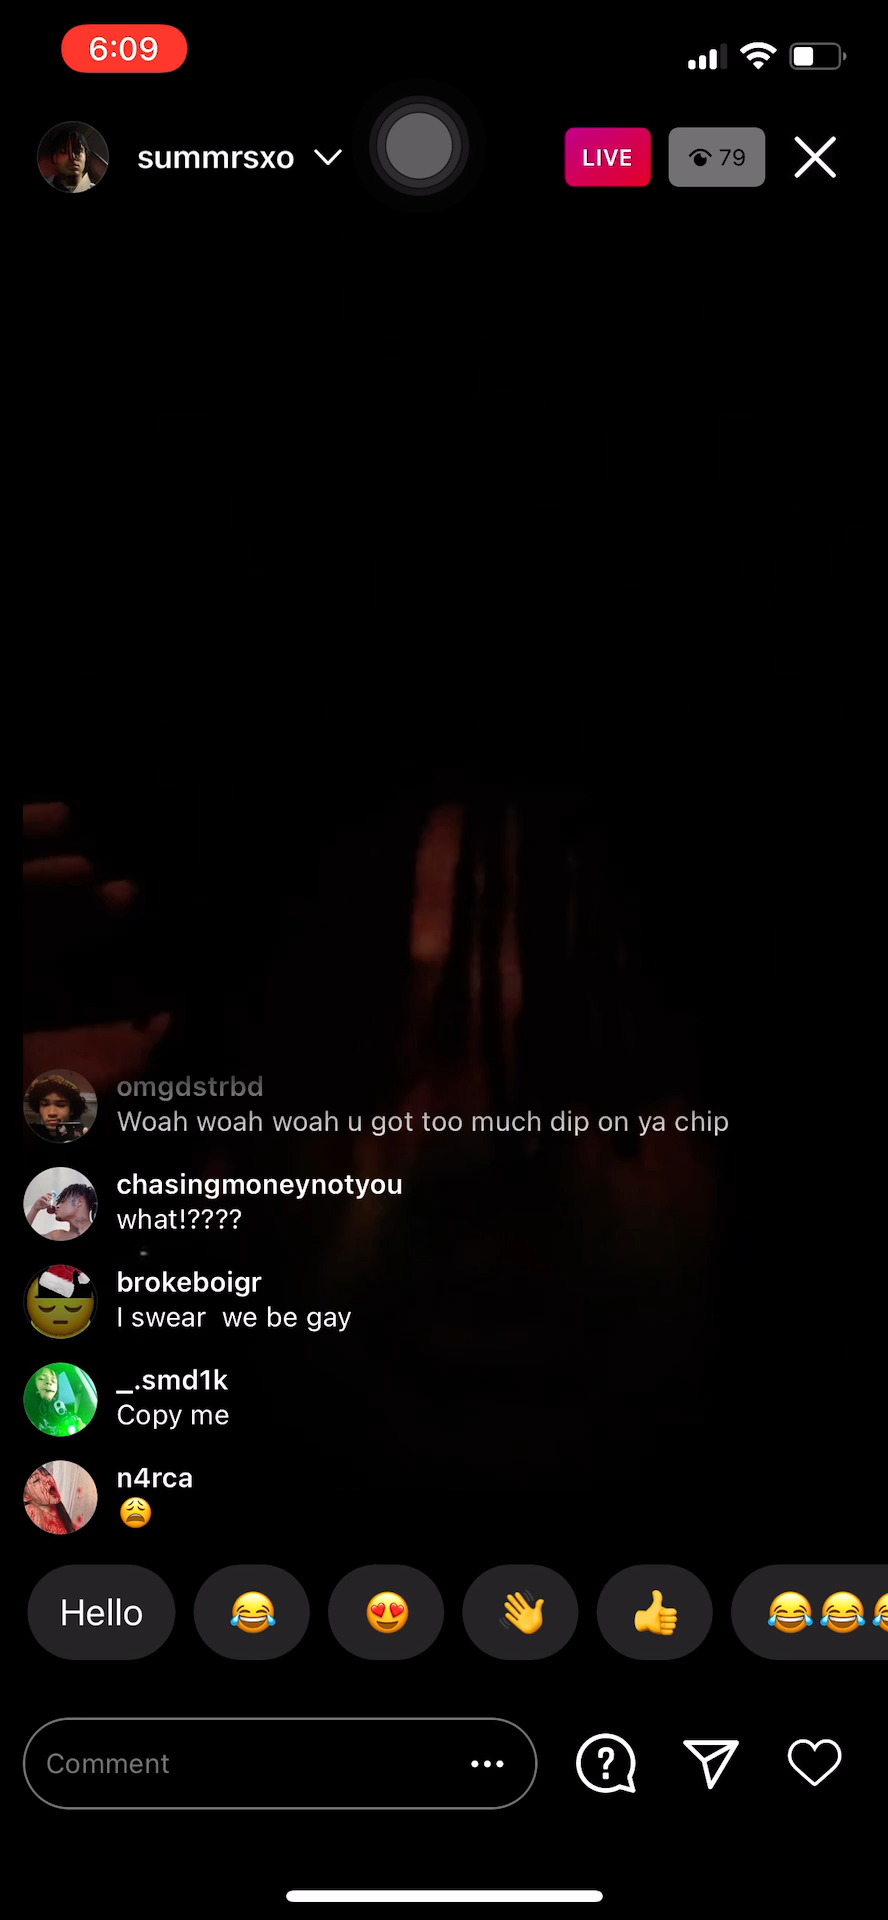 6:09
summrsxo
LIVE
79
omgdstrbd
Woah woah woah u got too much dip on ya chip
chasingmoneynotyou
what!????
brokeboigr
I swear  we be gay
_.smd1k
Copy me
n4rca
😩
Hello 😂 😍 👋 👍 😂😂😂
Comment